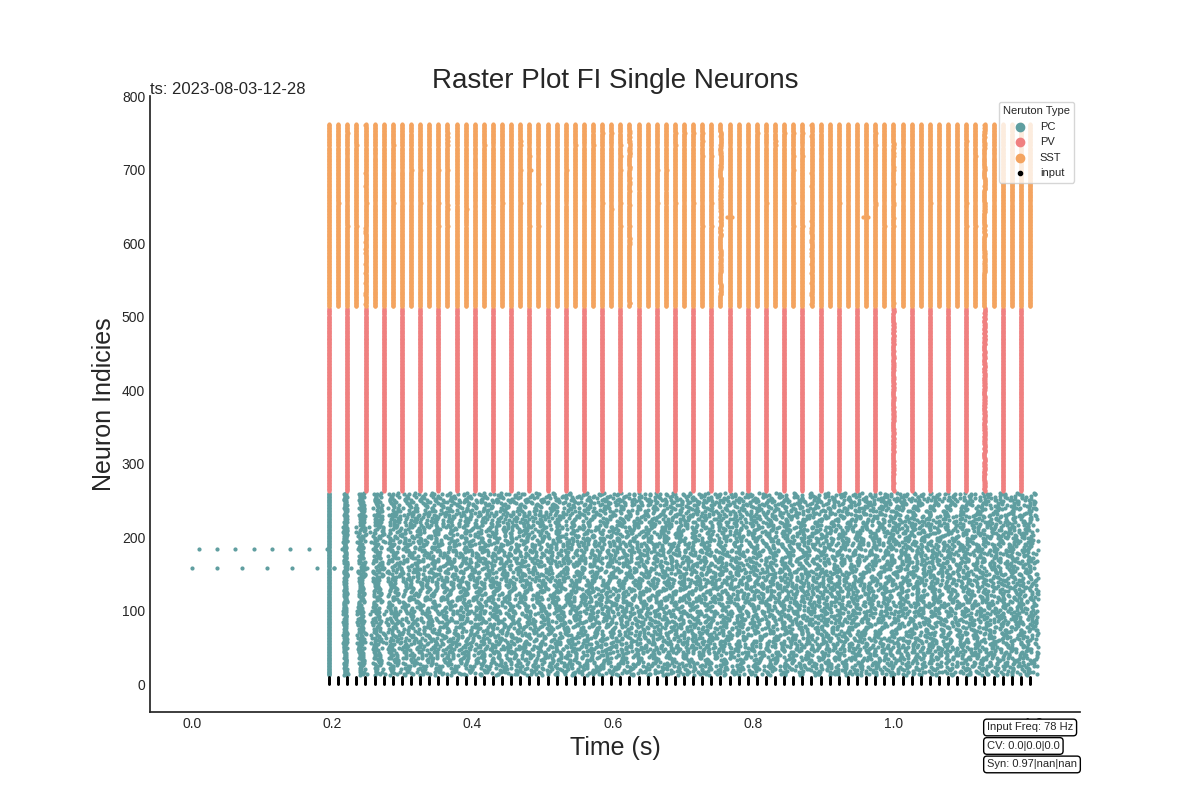 Raster Plot FI Single Neurons
ts: 2023-08-03-12-28
Neuron Indicies
800
700
600
500
400
300
200
100
0
Neruton Type
PC
PV
SST
input
0.0
0.2
0.4
0.6
0.8
1.0
Time (s)
Input Freq: 78 Hz
CV: 0.0|0.0|0.0
Syn: 0.97|nan|nan